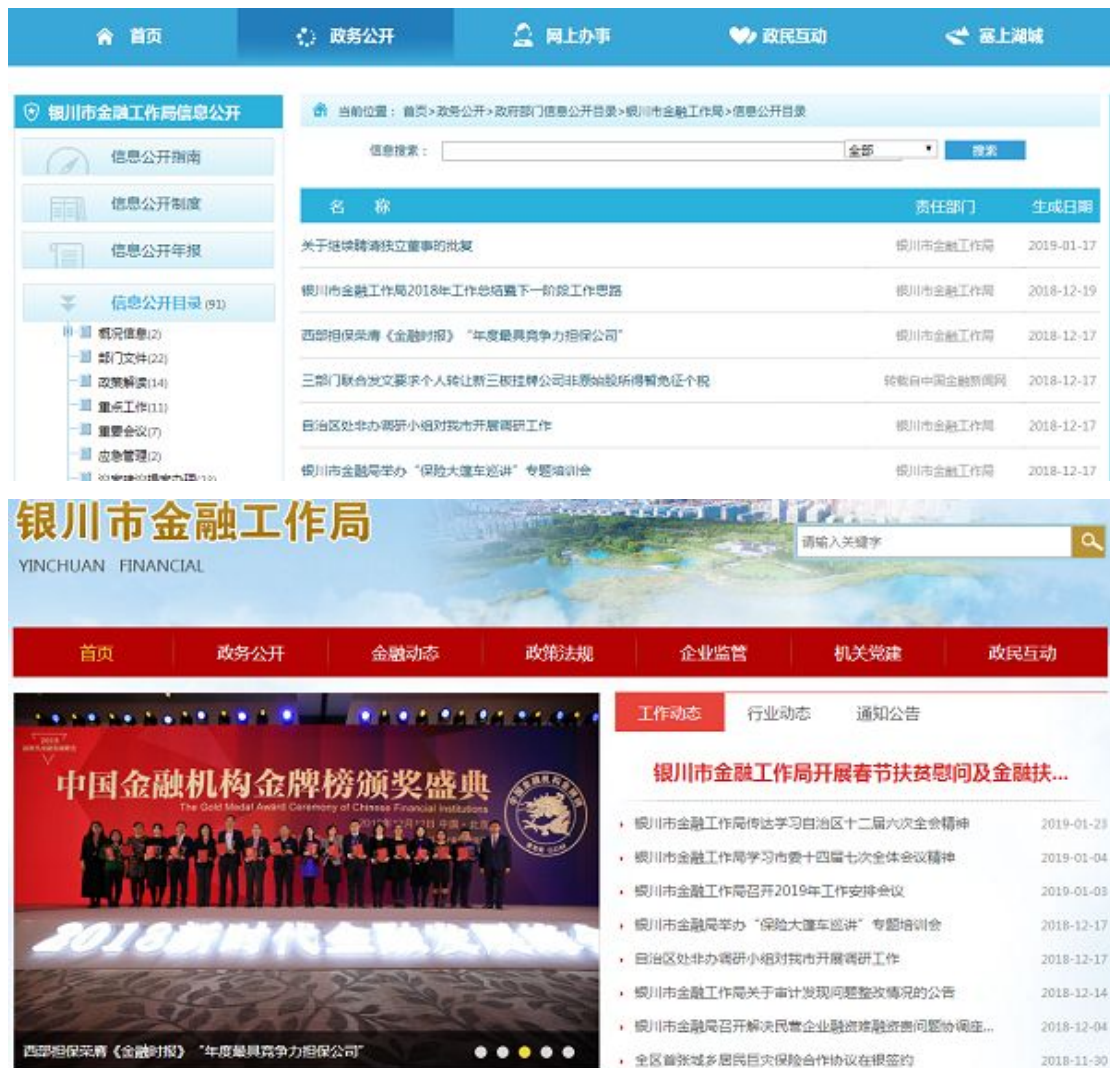 首页 政务公开 网上办事 政民互动 塞上湖城
银川市金融工作局信息公开
信息公开指南
信息公开制度
信息公开年报
信息公开目录 (91)
概况信息(2)
部门文件(22)
政策解读(14)
重点工作(11)
重要会议(7)
应急管理(2)
当前位置：首页>政务公开>政府部门信息公开目录>银川市金融工作局>信息公开目录
信息搜索： 全部 搜索
名 称 责任部门 生成日期
关于继续聘请独立董事的批复 银川市金融工作局 2019-01-17
银川市金融工作局2018年工作总结暨下一阶段工作思路 银川市金融工作局 2018-12-19
西部担保荣膺《金融时报》“年度最具竞争力担保公司” 银川市金融工作局 2018-12-17
三部门联合发文要求个人转让新三板挂牌公司非原始股所得暂免征个税 转载自中国金融新闻网 2018-12-17
自治区处非办调研小组对我市开展调研工作 银川市金融工作局 2018-12-17
银川市金融局举办“保险大篷车巡讲”专题培训会 银川市金融工作局 2018-12-17
银川市金融工作局
YINCHUAN FINANCIAL
请输入关键字
首页 政务公开 金融动态 政策法规 企业监管 机关党建 政民互动
中国金融机构金牌榜颁奖盛典
The Gold Medal Award Ceremony of Chinese Financial Institutions
西部担保荣膺《金融时报》“年度最具竞争力担保公司”
工作动态 行业动态 通知公告
银川市金融工作局开展春节扶贫慰问及金融扶...
银川市金融工作局传达学习自治区十二届六次全会精神 2019-01-23
银川市金融工作局学习市委十四届七次全体会议精神 2019-01-04
银川市金融工作局召开2019年工作安排会议 2019-01-03
银川市金融局举办“保险大篷车巡讲”专题培训会 2018-12-17
自治区处非办调研小组对我市开展调研工作 2018-12-17
银川市金融工作局关于审计发现问题整改情况的公告 2018-12-14
银川市金融局召开解决民营企业融资难融资贵问题协调座... 2018-12-04
全区首张城乡居民巨灾保险合作协议在银签约 2018-11-30